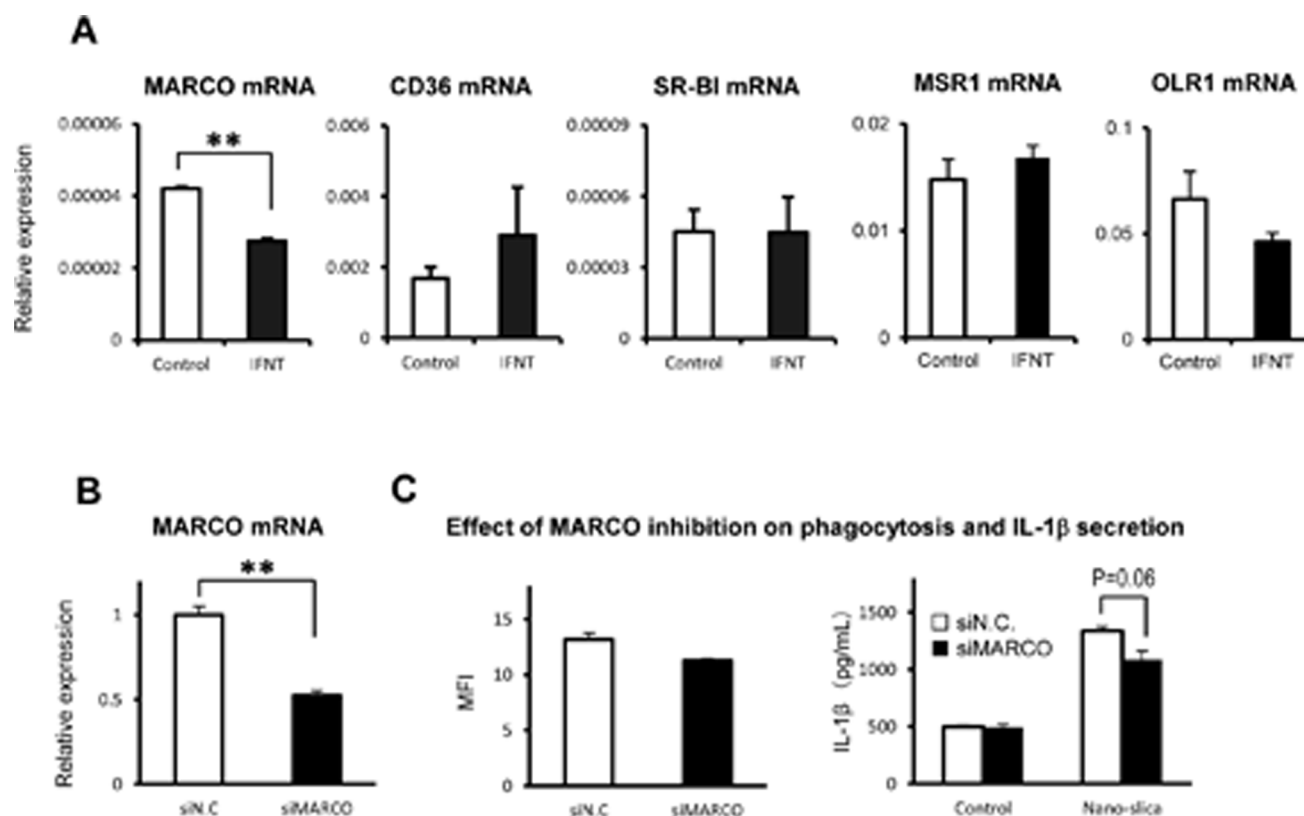 A
MARCO mRNA
CD36 mRNA
SR-BI mRNA
MSR1 mRNA
OLR1 mRNA
Relative expression
0.00006
0.00004
0.00002
0
**
Control IFNT
0.006
0.004
0.002
0
Control IFNT
0.00009
0.00006
0.00003
0
Control IFNT
0.02
0.01
0
Control IFNT
0.1
0.05
0
Control IFNT
B
MARCO mRNA
Relative expression
1
0.5
0
**
siN.C siMARCO
C
Effect of MARCO inhibition on phagocytosis and IL-1β secretion
MFI
15
10
5
0
siN.C siMARCO
IL-1β (pg/mL)
1500
1000
500
0
siN.C.
siMARCO
P=0.06
Control Nano-slica